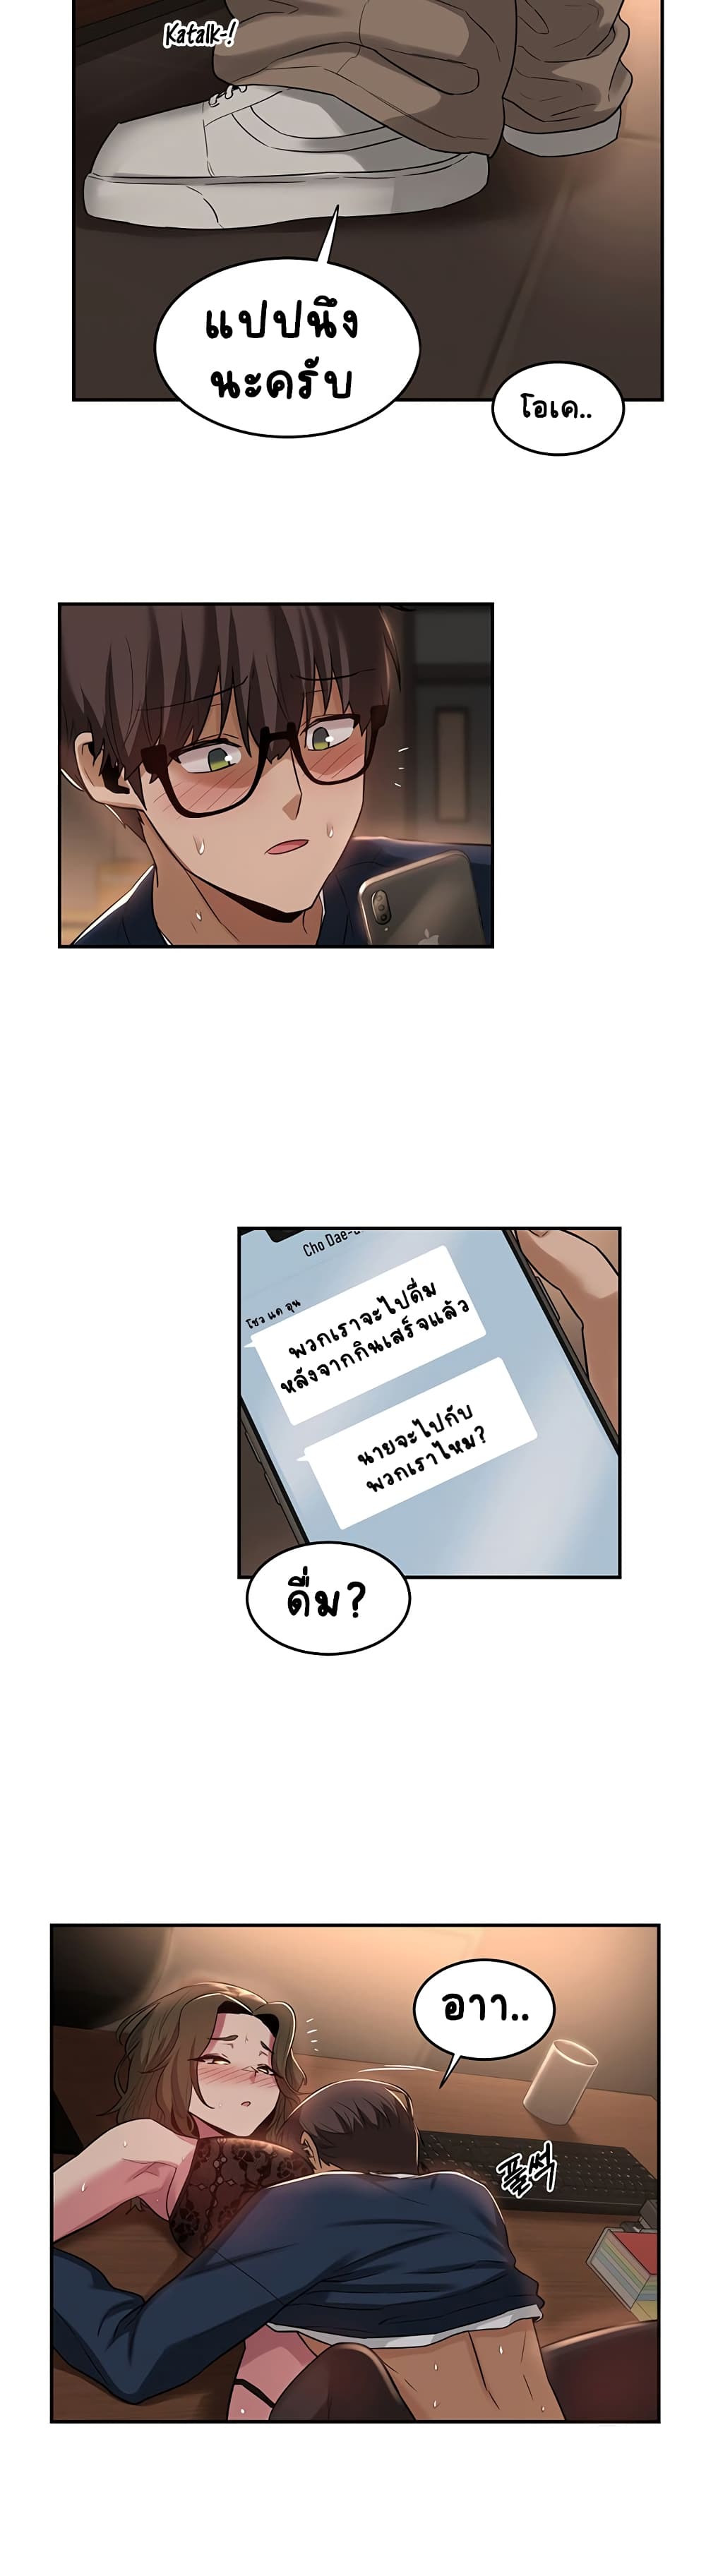 Katalk-!
แปปนึง
นะครับ
โอเค..
โชว แด จุน
พวกเราจะไปดื่ม
หลังจากกินเสร็จแล้ว
นายจะไปกับ
พวกเราไหม?
ดื่ม?
อาา..
풀썩